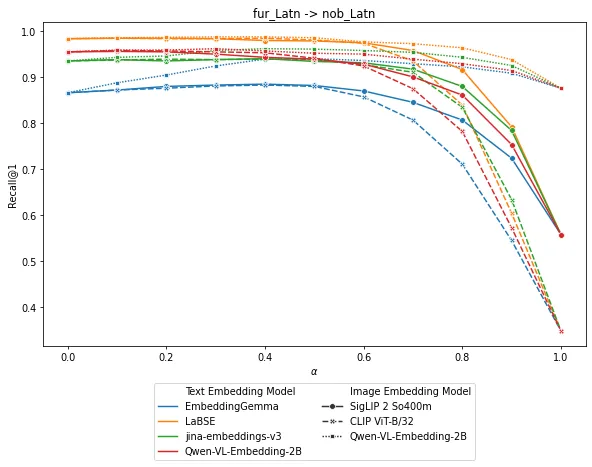 fur_Latn -> nob_Latn
1.0
0.9
0.8
0.7
0.6
0.5
0.4
Recall@1
0.0 0.2 0.4 0.6 0.8 1.0
α
Text Embedding Model Image Embedding Model
EmbeddingGemma SigLIP 2 So400m
LaBSE CLIP ViT-B/32
jina-embeddings-v3 Qwen-VL-Embedding-2B
Qwen-VL-Embedding-2B